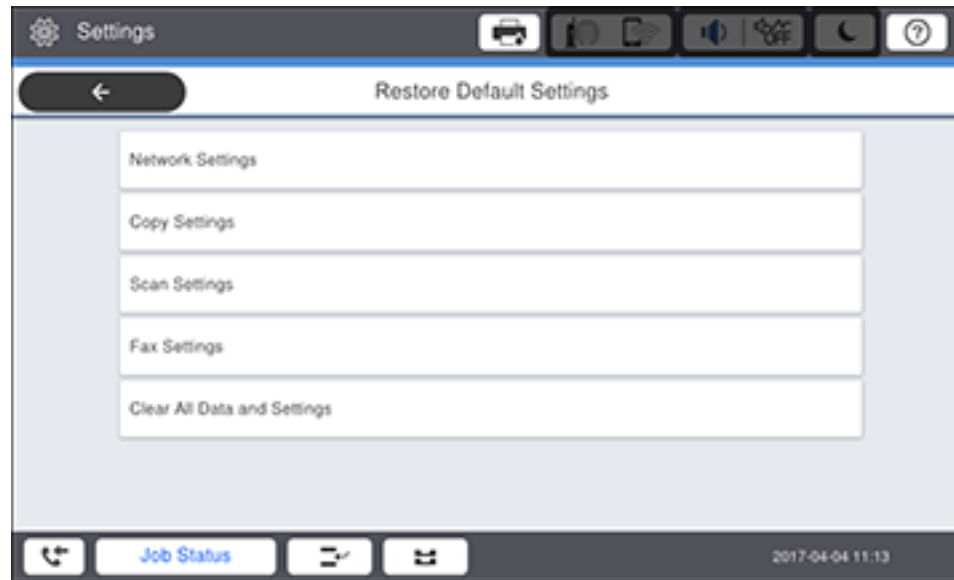 Settings
OFF
Restore Default Settings
Network Settings
Copy Settings
Scan Settings
Fax Settings
Clear All Data and Settings
Job Status
2017-04-04 11:13